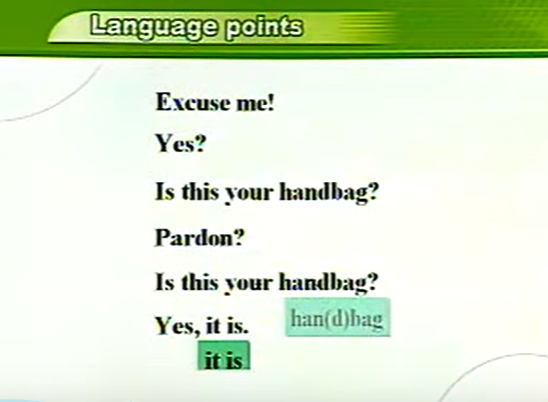 Language points
Excuse me!
Yes?
Is this your handbag?
Pardon?
Is this your handbag?
Yes, it is.
han(d)bag
it is